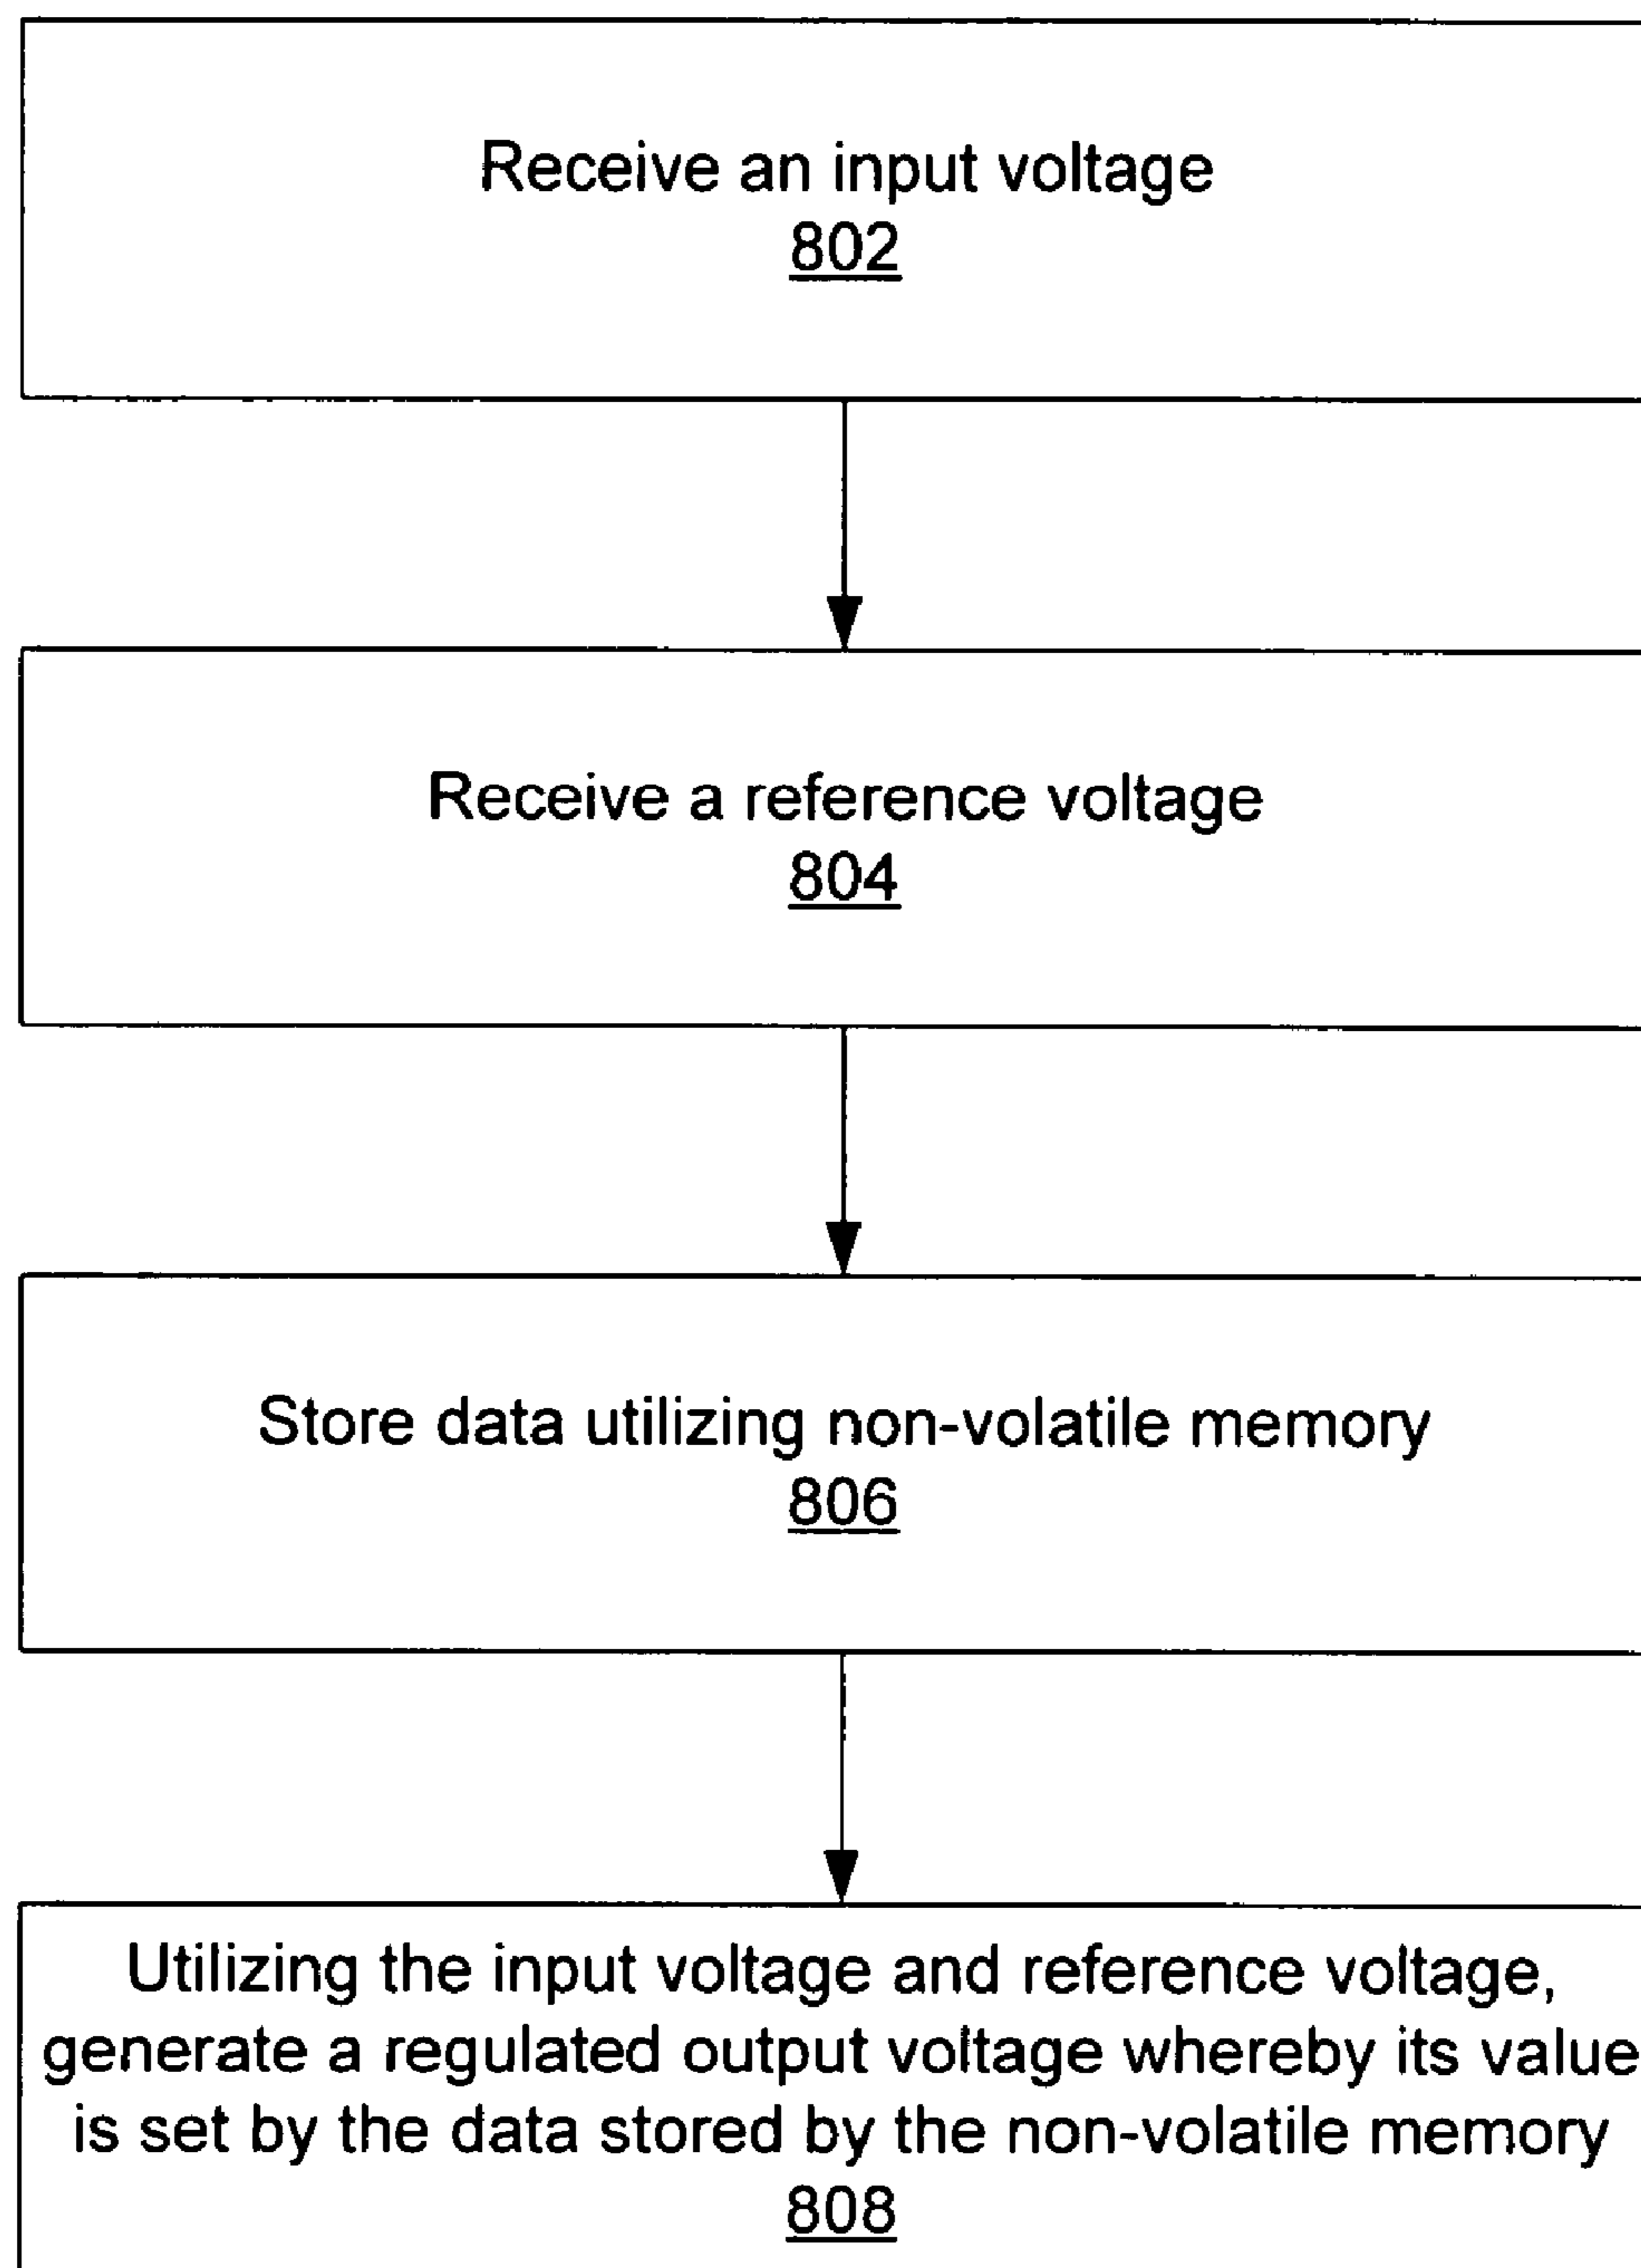 Receive an input voltage
802
Receive a reference voltage
804
Store data utilizing non-volatile memory
806
Utilizing the input voltage and reference voltage,
generate a regulated output voltage whereby its value
is set by the data stored by the non-volatile memory
808